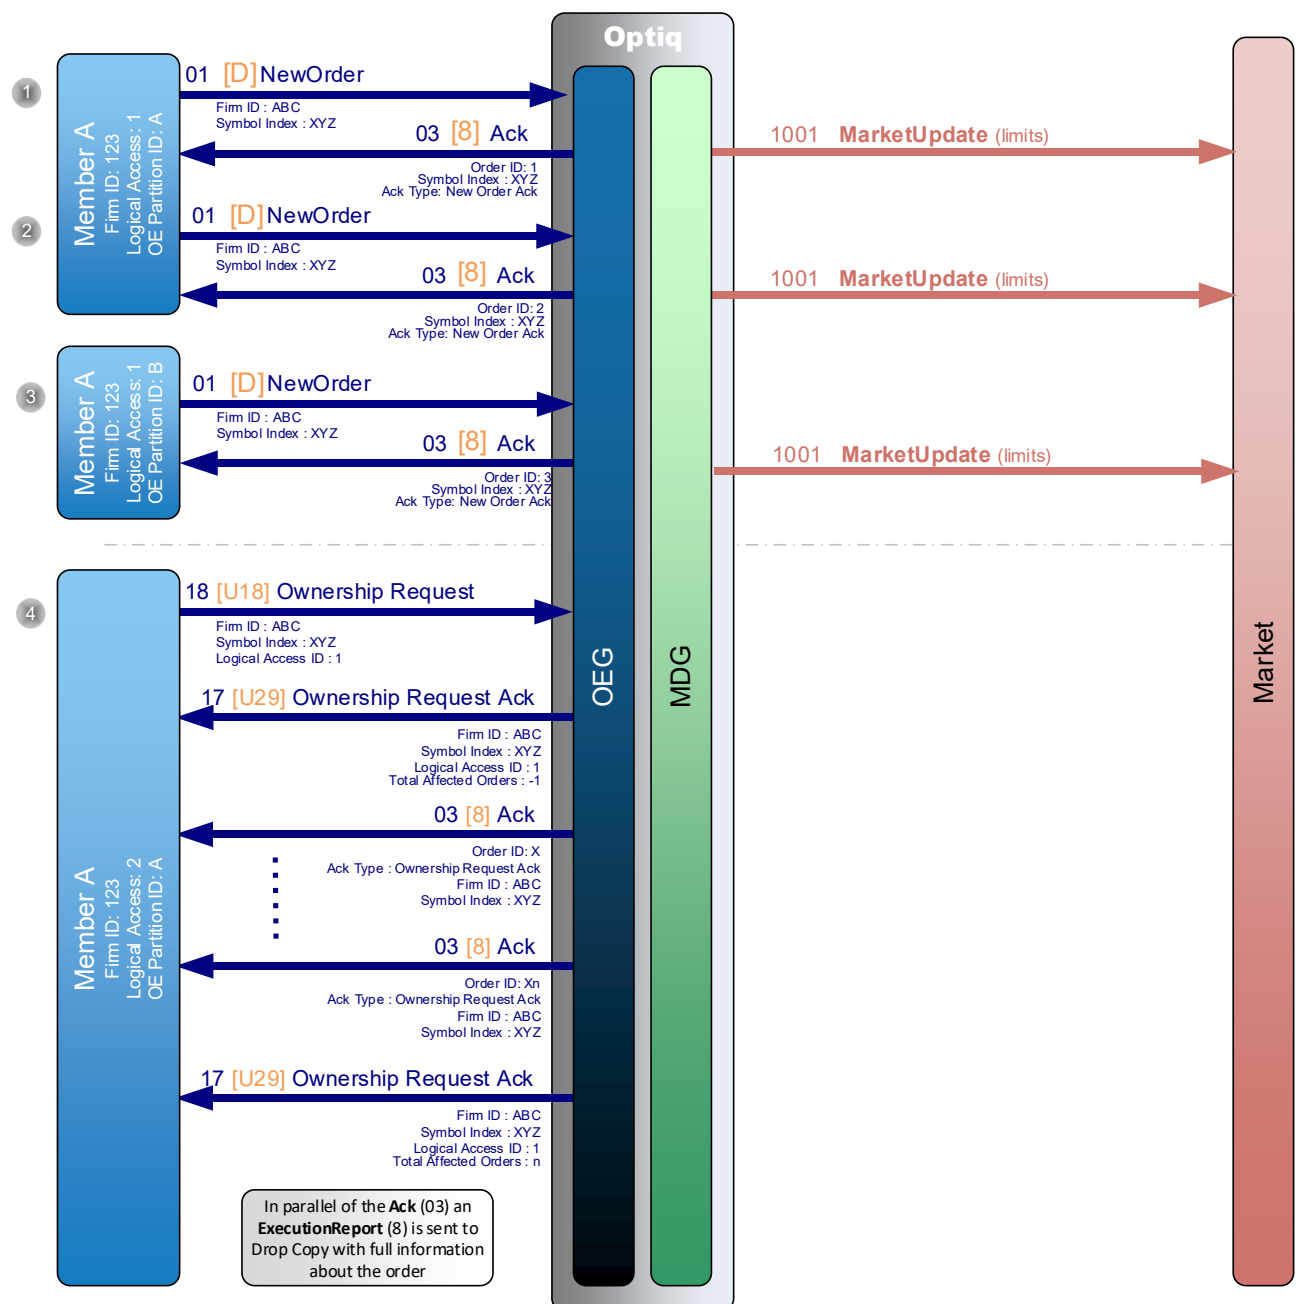 Optiq
1
Member A
Firm ID: 123
Logical Access: 1
OE Partition ID: A
01 [D]NewOrder
Firm ID : ABC
Symbol Index : XYZ
03 [8] Ack
Order ID: 1
Symbol Index : XYZ
Ack Type: New Order Ack
1001 MarketUpdate (limits)
2
01 [D]NewOrder
Firm ID : ABC
Symbol Index : XYZ
03 [8] Ack
Order ID: 2
Symbol Index : XYZ
Ack Type: New Order Ack
1001 MarketUpdate (limits)
3
Member A
Firm ID: 123
Logical Access: 1
OE Partition ID: B
01 [D]NewOrder
Firm ID : ABC
Symbol Index : XYZ
03 [8] Ack
Order ID: 3
Symbol Index : XYZ
Ack Type: New Order Ack
1001 MarketUpdate (limits)
4
Member A
Firm ID: 123
Logical Access: 2
OE Partition ID: A
18 [U18] Ownership Request
Firm ID : ABC
Symbol Index : XYZ
Logical Access ID : 1
17 [U29] Ownership Request Ack
Firm ID : ABC
Symbol Index : XYZ
Logical Access ID : 1
Total Affected Orders : -1
03 [8] Ack
Order ID: X
Ack Type : Ownership Request Ack
Firm ID : ABC
Symbol Index : XYZ
03 [8] Ack
Order ID: Xn
Ack Type : Ownership Request Ack
Firm ID : ABC
Symbol Index : XYZ
17 [U29] Ownership Request Ack
Firm ID : ABC
Symbol Index : XYZ
Logical Access ID : 1
Total Affected Orders : n
OEG
MDG
Market
In parallel of the Ack (03) an
ExecutionReport (8) is sent to
Drop Copy with full information
about the order